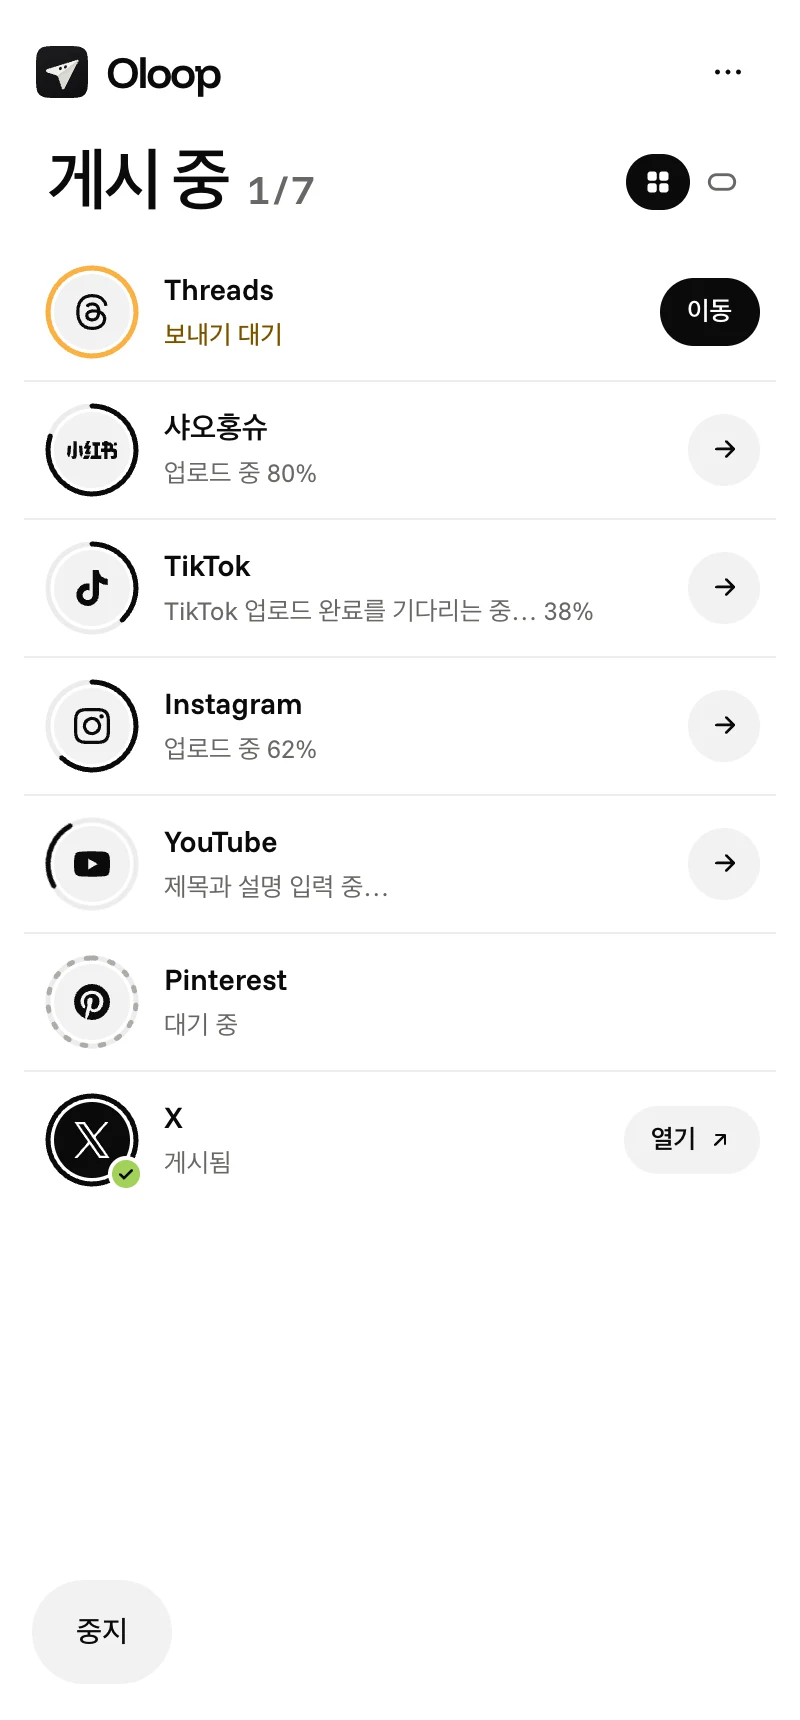 Oloop
게시 중 1/7
Threads
보내기 대기
이동
小红书
샤오홍슈
업로드 중 80%
TikTok
TikTok 업로드 완료를 기다리는 중... 38%
Instagram
업로드 중 62%
YouTube
제목과 설명 입력 중...
Pinterest
대기 중
X
게시됨
열기
중지